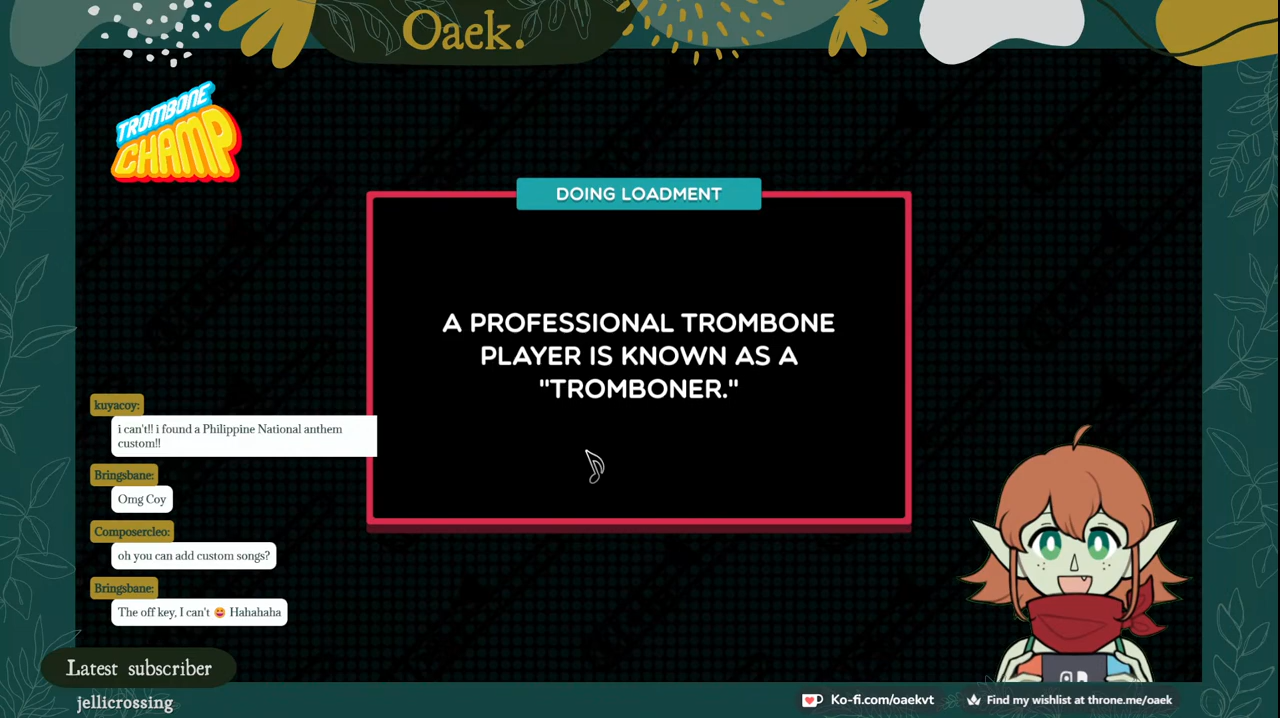 Oaek.
TROMBONE
CHAMP
DOING LOADMENT
A PROFESSIONAL TROMBONE
PLAYER IS KNOWN AS A
"TROMBONER."
kuyacoy:
i can't!! i found a Philippine National anthem
custom!!
Bringsbane:
Omg Coy
Composercleo:
oh you can add custom songs?
Bringsbane:
The off key, I can't 😀 Hahahaha
Latest subscriber
jellicrossing
Ko-fi.com/oaekvt
Find my wishlist at throne.me/oaek